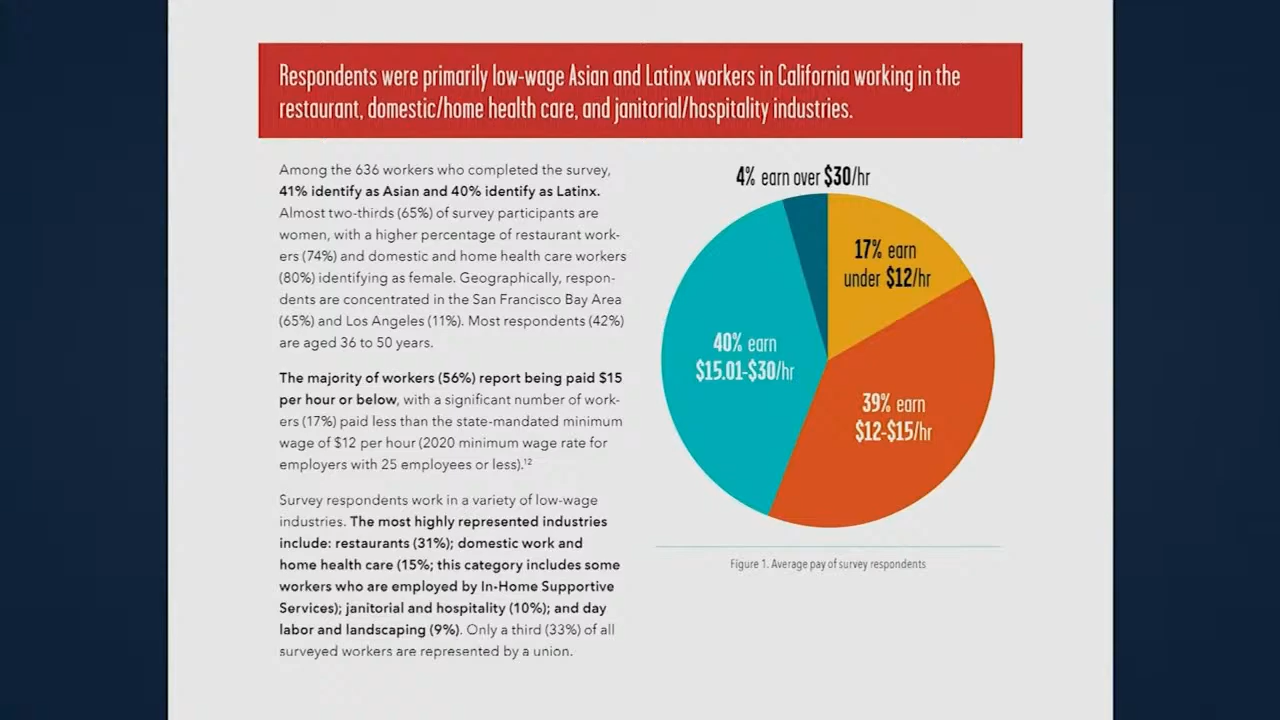 Respondents were primarily low-wage Asian and Latinx workers in California working in the
restaurant, domestic/home health care, and janitorial/hospitality industries.
Among the 636 workers who completed the survey,
41% identify as Asian and 40% identify as Latinx.
Almost two-thirds (65%) of survey participants are
women, with a higher percentage of restaurant work-
ers (74%) and domestic and home health care workers
(80%) identifying as female. Geographically, respon-
dents are concentrated in the San Francisco Bay Area
(65%) and Los Angeles (11%). Most respondents (42%)
are aged 36 to 50 years.
The majority of workers (56%) report being paid $15
per hour or below, with a significant number of work-
ers (17%) paid less than the state-mandated minimum
wage of $12 per hour (2020 minimum wage rate for
employers with 25 employees or less).12
Survey respondents work in a variety of low-wage
industries. The most highly represented industries
include: restaurants (31%); domestic work and
home health care (15%; this category includes some
workers who are employed by In-Home Supportive
Services); janitorial and hospitality (10%); and day
labor and landscaping (9%). Only a third (33%) of all
surveyed workers are represented by a union.
4% earn over $30/hr
17% earn
under $12/hr
40% earn
$15.01-$30/hr
39% earn
$12-$15/hr
Figure 1. Average pay of survey respondents